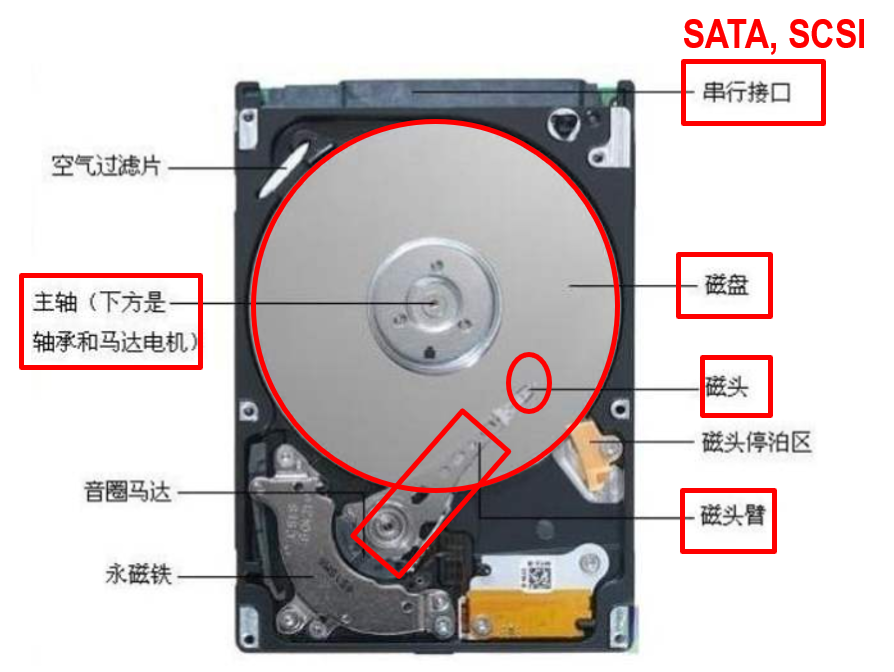 SATA, SCSI
串行接口
空气过滤片
磁盘
主轴（下方是
轴承和马达电机）
磁头
磁头停泊区
音圈马达
磁头臂
永磁铁